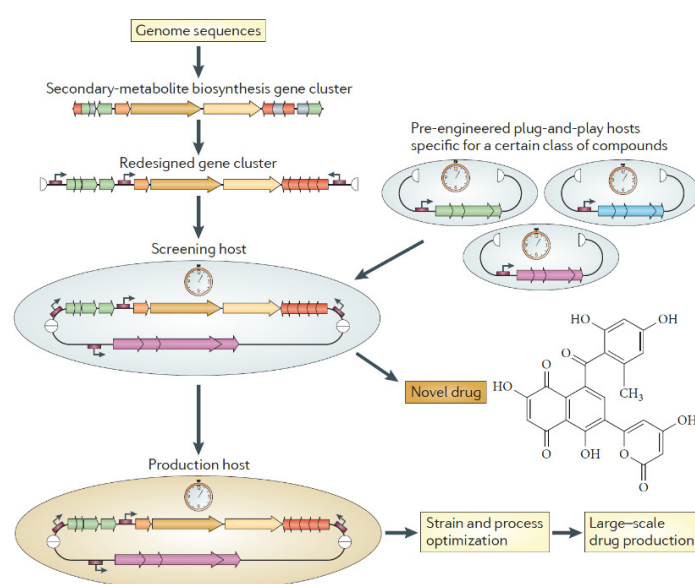 Genome sequences
Secondary-metabolite biosynthesis gene cluster
Pre-engineered plug-and-play hosts
specific for a certain class of compounds
Redesigned gene cluster
Screening host
HO
OH
O
CH3
Novel drug
O
HO
OH
O
OH
O
O
Production host
Strain and process
optimization
Large–scale
drug production